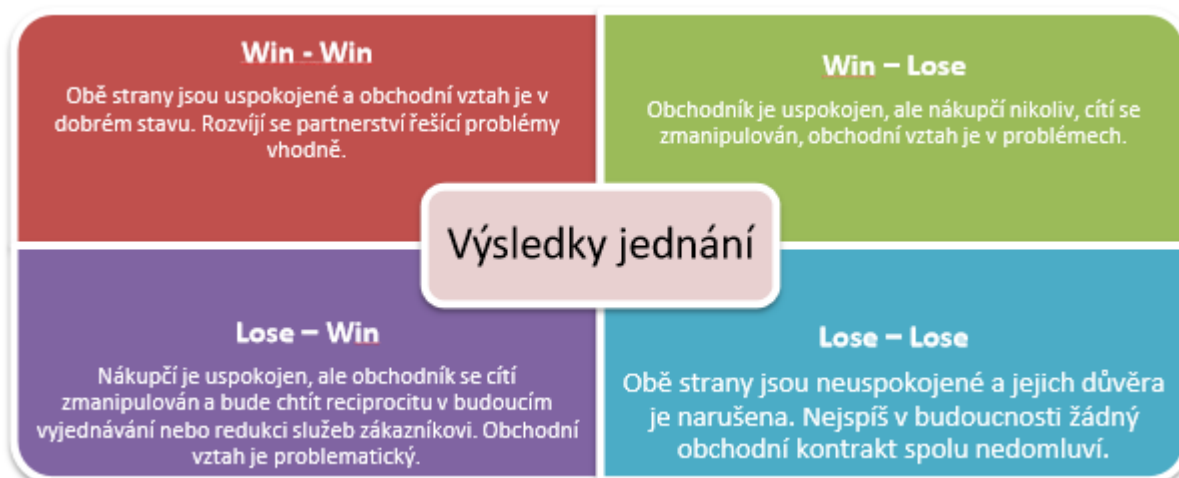 Win - Win
Obě strany jsou uspokojené a obchodní vztah je v
dobrém stavu. Rozvíjí se partnerství řešící problémy
vhodně.
Win – Lose
Obchodník je uspokojen, ale nákupčí nikoliv, cítí se
zmanipulován, obchodní vztah je v problémech.
Výsledky jednání
Lose – Win
Nákupčí je uspokojen, ale obchodník se cítí
zmanipulován a bude chtít reciprocitu v budoucím
vyjednávání nebo redukci služeb zákazníkovi. Obchodní
vztah je problematický.
Lose – Lose
Obě strany jsou neuspokojené a jejich důvěra
je narušena. Nejspíš v budoucnosti žádný
obchodní kontrakt spolu nedomluví.